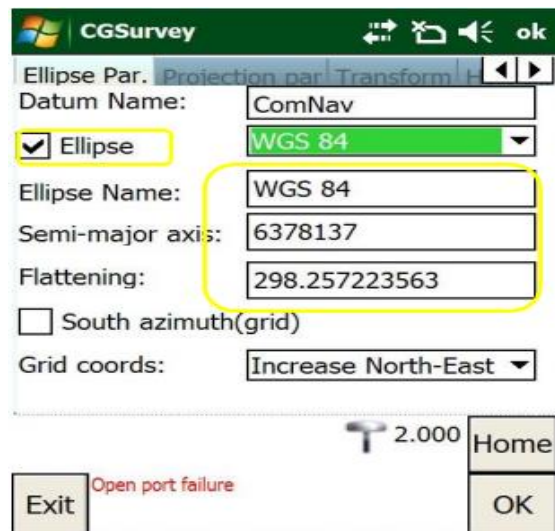 CGSurvey ok
Ellipse Par. Projection par Transform H
Datum Name: ComNav
Ellipse WGS 84
Ellipse Name: WGS 84
Semi-major axis: 6378137
Flattening: 298.257223563
South azimuth(grid)
Grid coords: Increase North-East
2.000 Home
Exit Open port failure OK